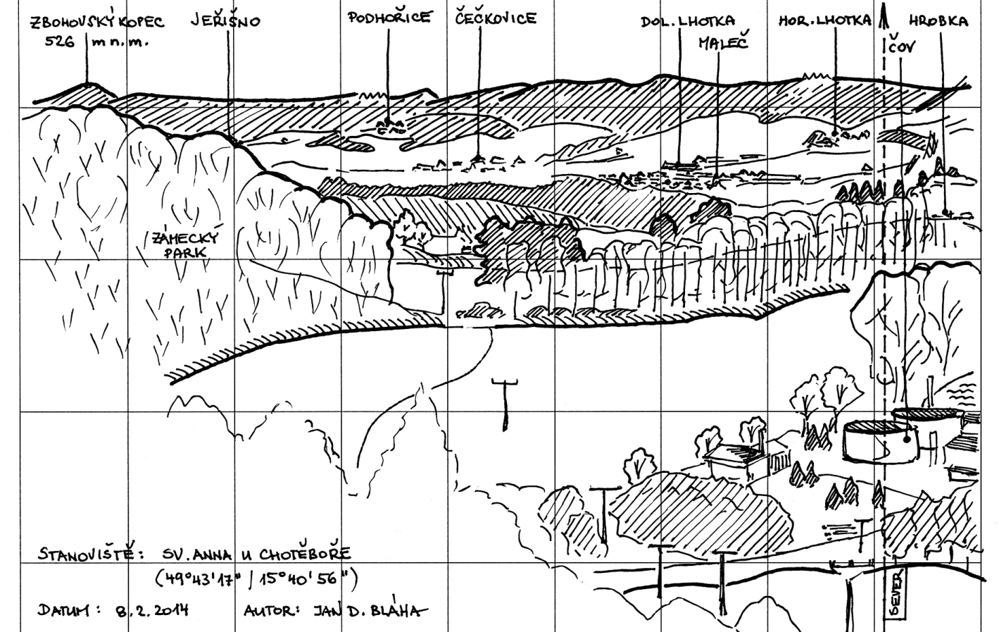 ZBOHOVSKÝ KOPEC
526 m n. m.
JEŘIŠNO
PODHOŘICE
ČEČKOVICE
DOL. LHOTKA
MALEČ
HOR. LHOTKA
ČOV
HROBKA
ZÁMECKÝ
PARK
STANOVIŠTĚ: SV. ANNA U CHOTĚBOŘE
(49°43'17" / 15°40'56")
DATUM: 8. 2. 2014 AUTOR: JAN D. BLÁHA
SEVER